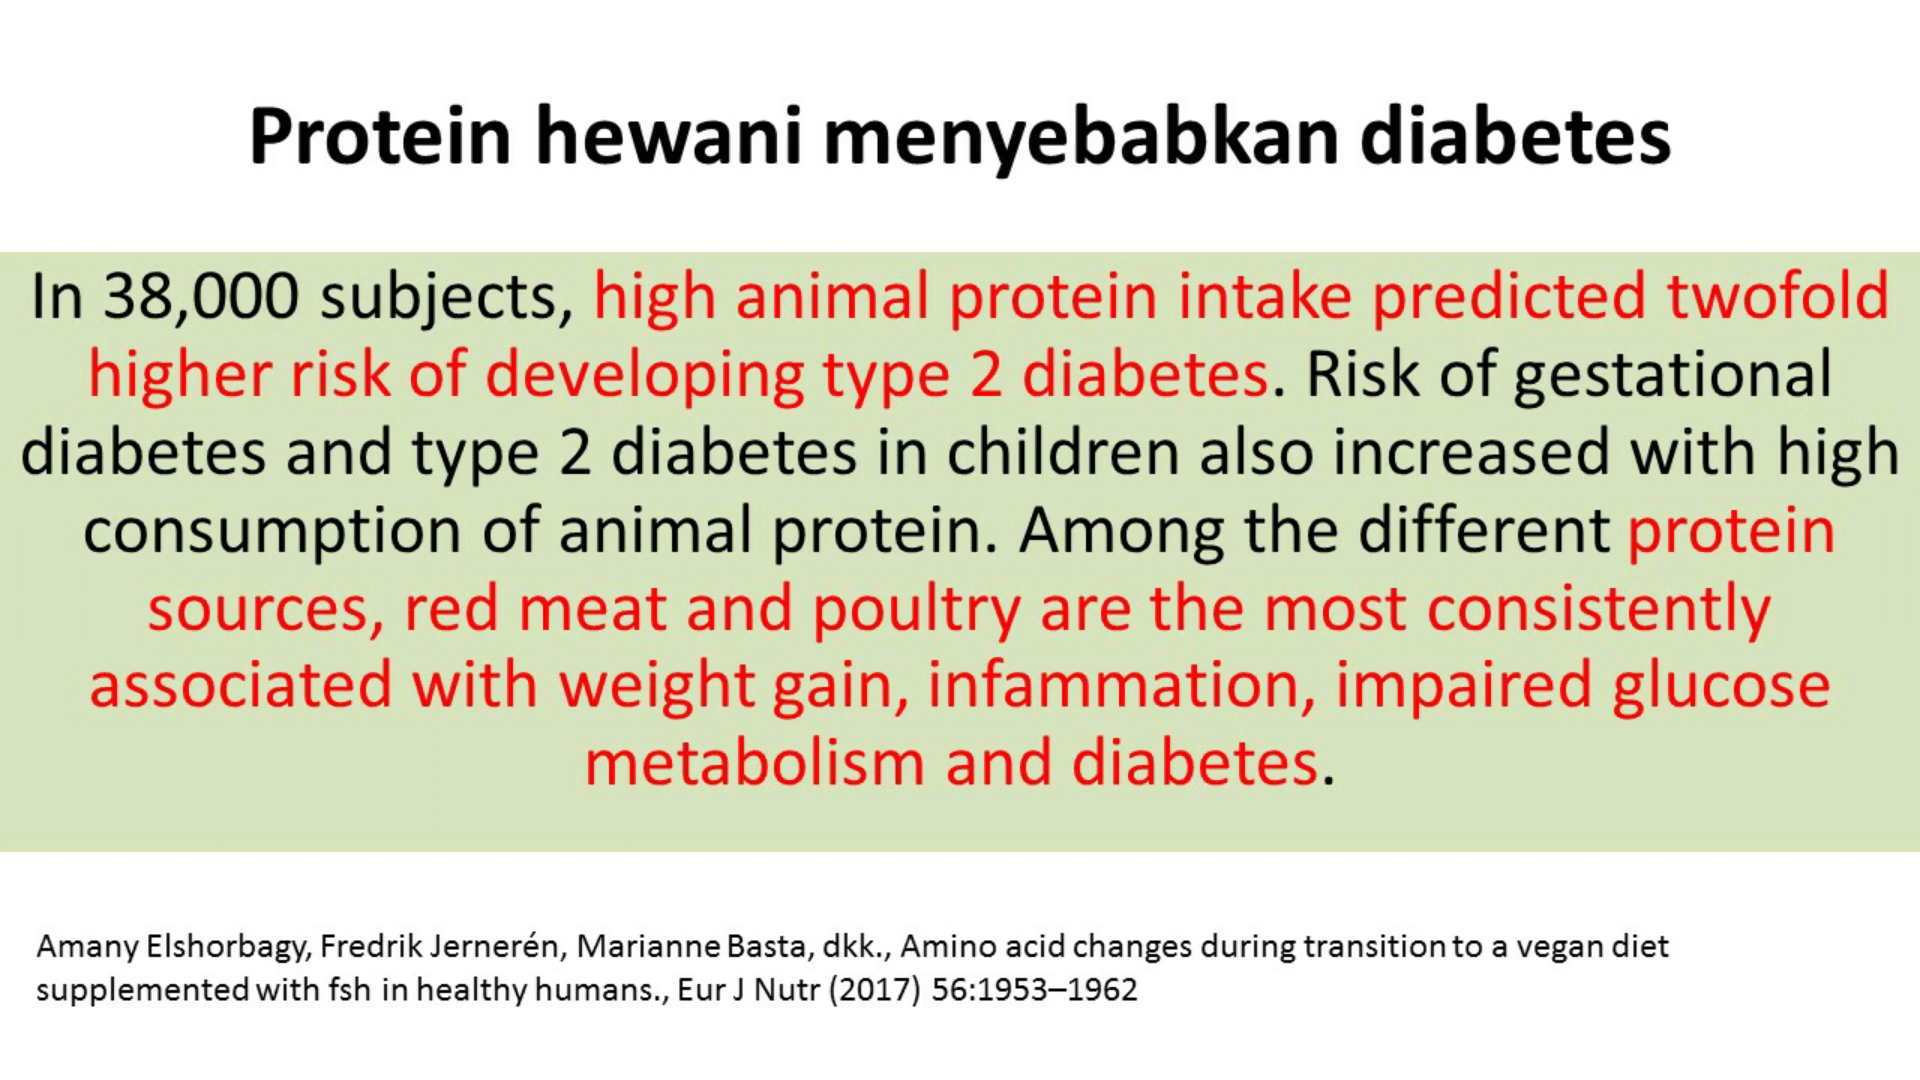 Protein hewani menyebabkan diabetes
In 38,000 subjects, high animal protein intake predicted twofold
higher risk of developing type 2 diabetes. Risk of gestational
diabetes and type 2 diabetes in children also increased with high
consumption of animal protein. Among the different protein
sources, red meat and poultry are the most consistently
associated with weight gain, infammation, impaired glucose
metabolism and diabetes.
Amany Elshorbagy, Fredrik Jernerén, Marianne Basta, dkk., Amino acid changes during transition to a vegan diet
supplemented with fsh in healthy humans., Eur J Nutr (2017) 56:1953–1962